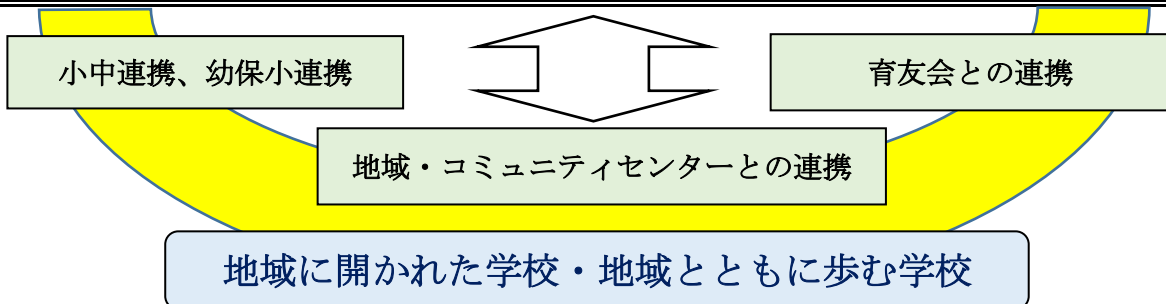 小中連携、幼保小連携
育友会との連携
地域・コミュニティセンターとの連携
地域に開かれた学校・地域とともに歩む学校